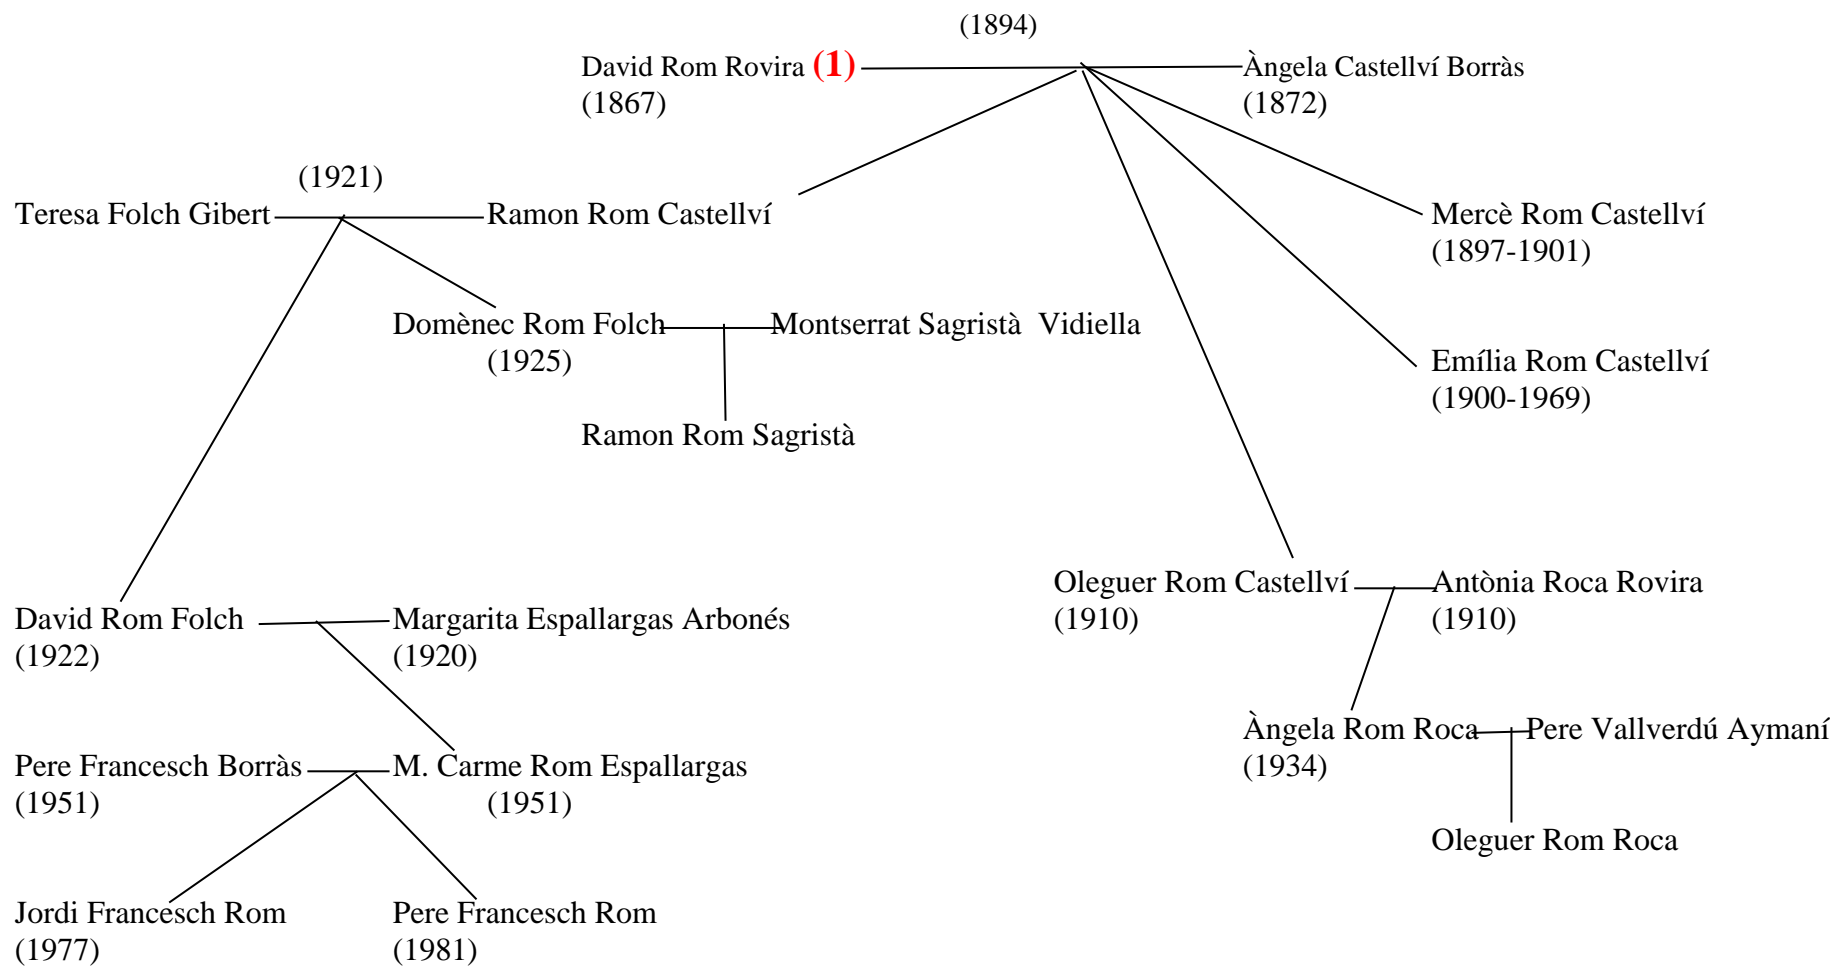 (1894)
David Rom Rovira (1) Àngela Castellví Borràs
(1867) (1872)
(1921)
Teresa Folch Gibert Ramon Rom Castellví Mercè Rom Castellví
(1897-1901)
Domènec Rom Folch Montserrat Sagristà Vidiella
(1925) Emília Rom Castellví
(1900-1969)
Ramon Rom Sagristà
Oleguer Rom Castellví Antònia Roca Rovira
(1910) (1910)
David Rom Folch Margarita Espallargas Arbonés
(1922) (1920)
Àngela Rom Roca Pere Vallverdú Aymaní
(1934)
Pere Francesch Borràs M. Carme Rom Espallargas
(1951) (1951)
Oleguer Rom Roca
Jordi Francesch Rom Pere Francesch Rom
(1977) (1981)